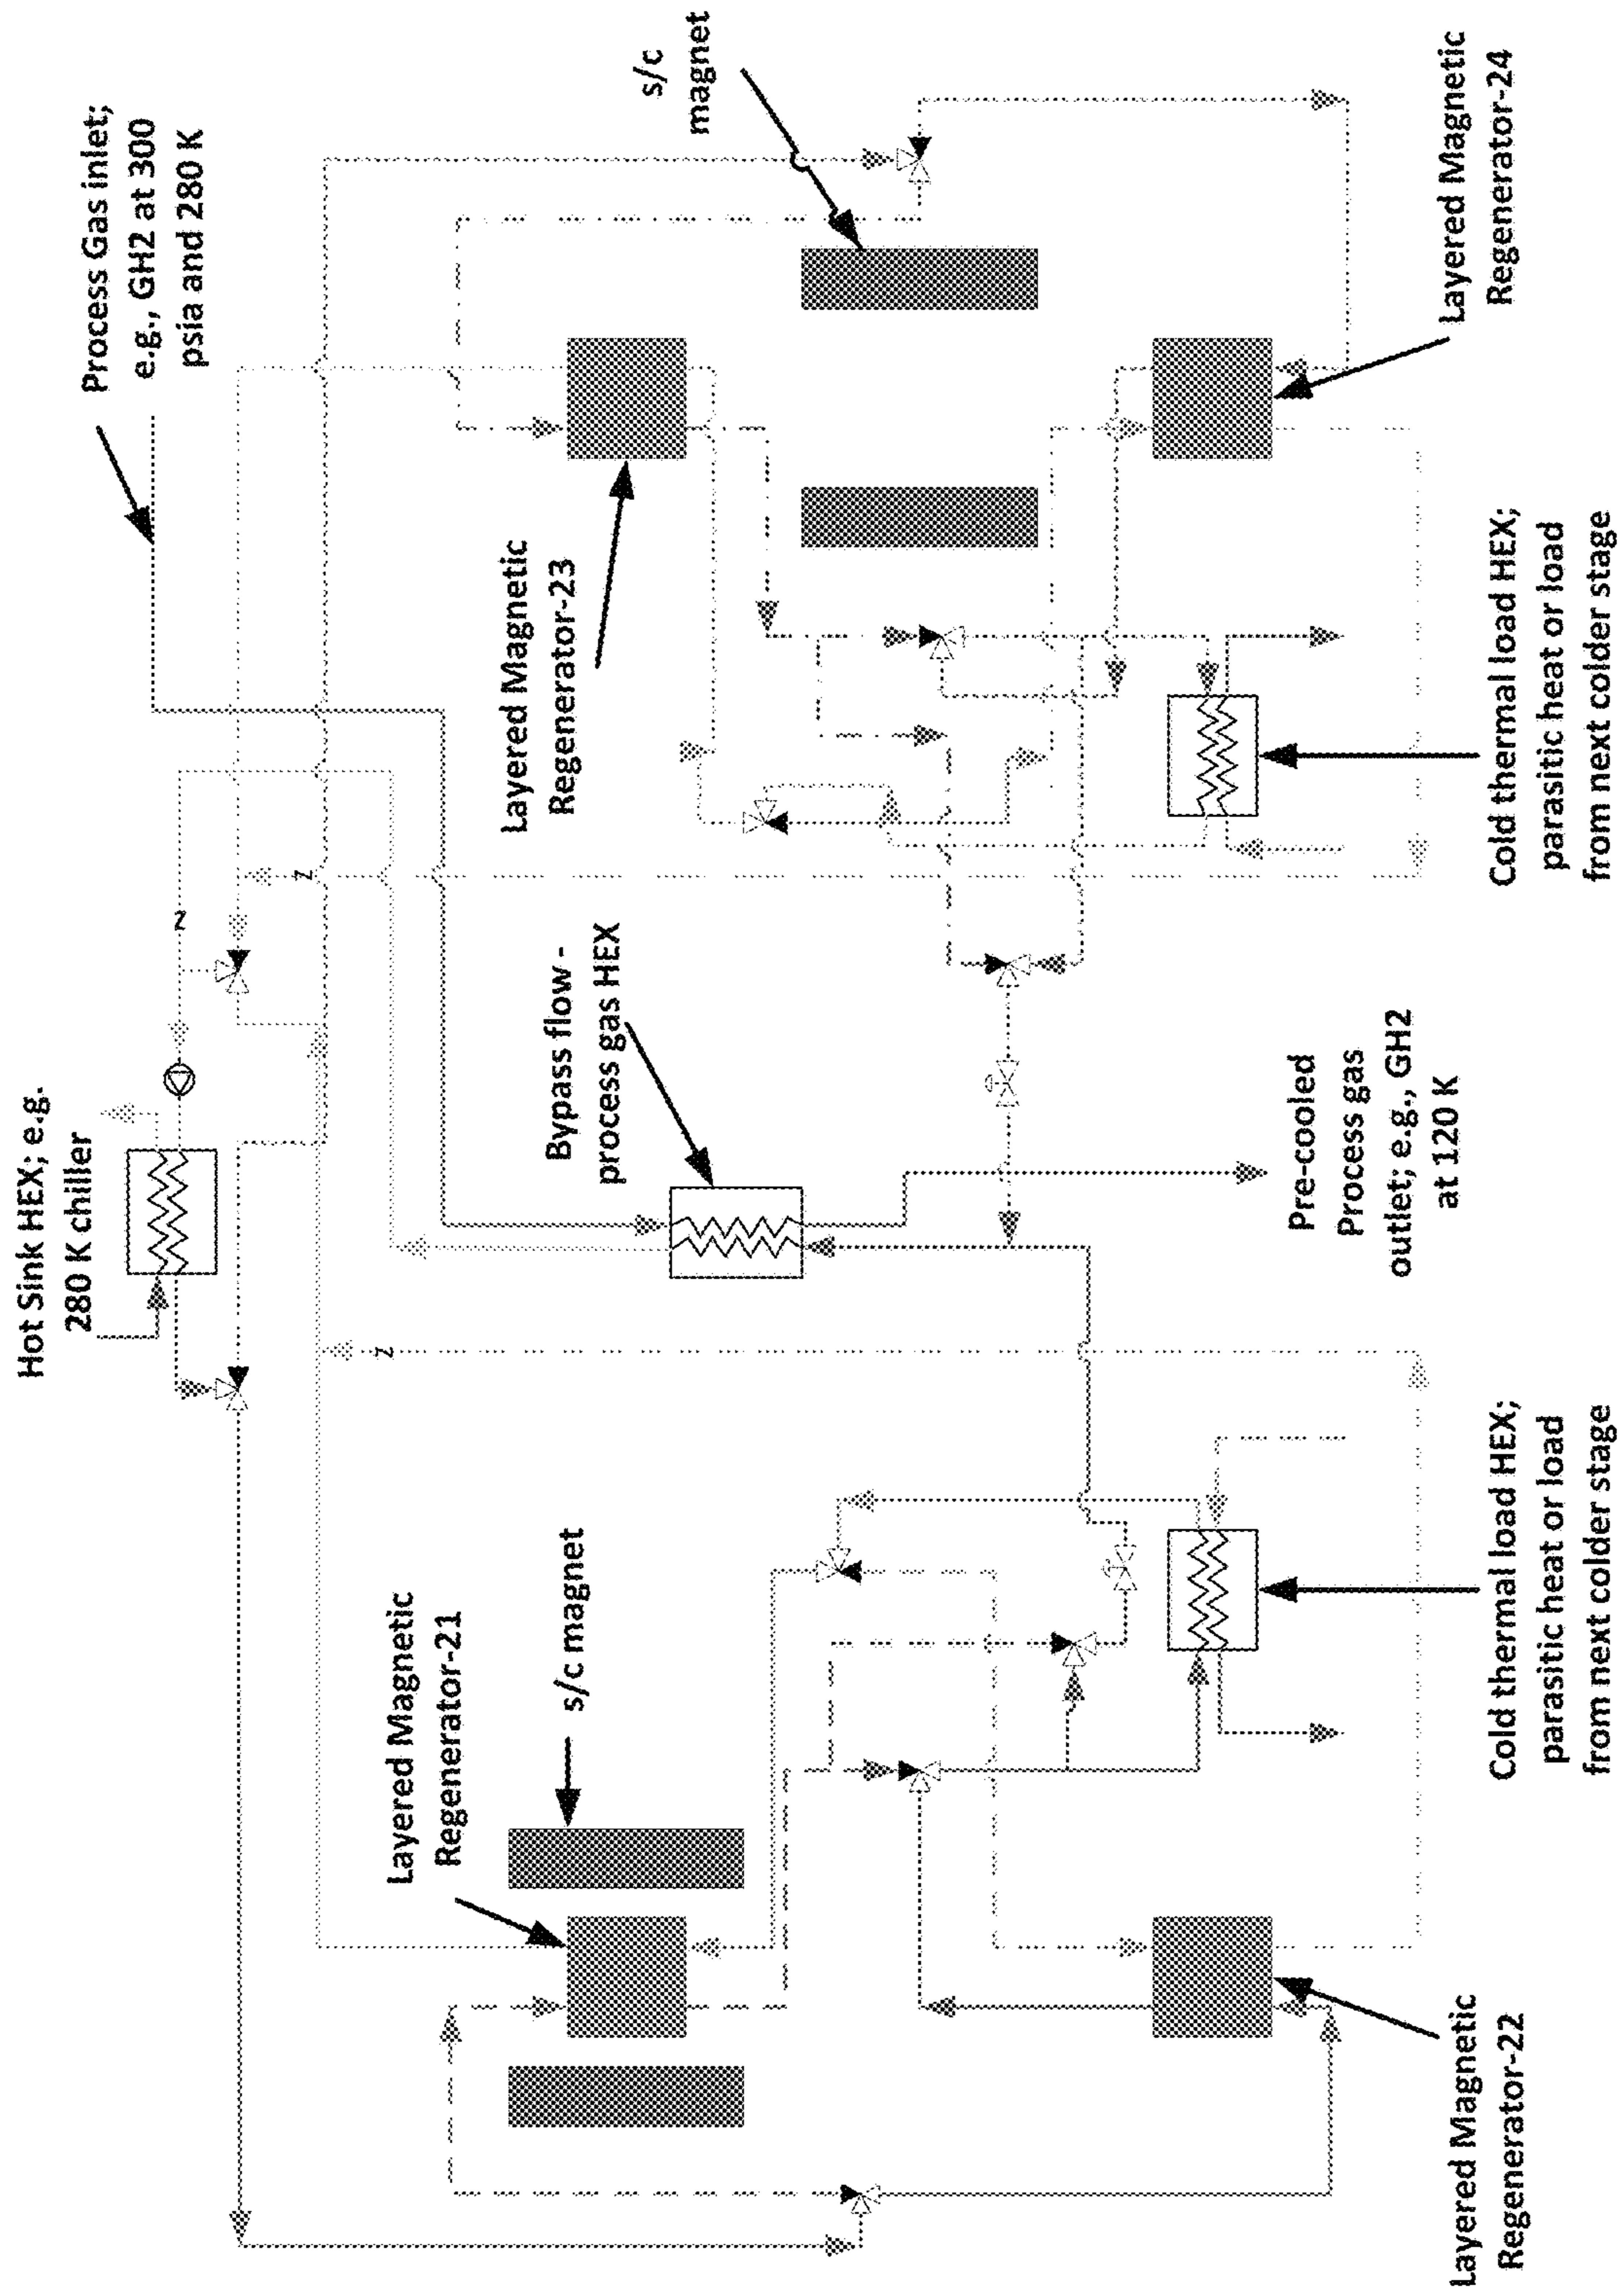 Hot Sink HEX; e.g.
280 K chiller
Process Gas inlet;
e.g., GH2 at 300
psia and 280 K
s/c
magnet
Layered Magnetic
Regenerator-21
s/c magnet
Bypass flow -
process gas HEX
Layered Magnetic
Regenerator-23
Layered Magnetic
Regenerator-22
Cold thermal load HEX;
parasitic heat or load
from next colder stage
Pre-cooled
Process gas
outlet; e.g., GH2
at 120 K
Cold thermal load HEX;
parasitic heat or load
from next colder stage
Layered Magnetic
Regenerator-24